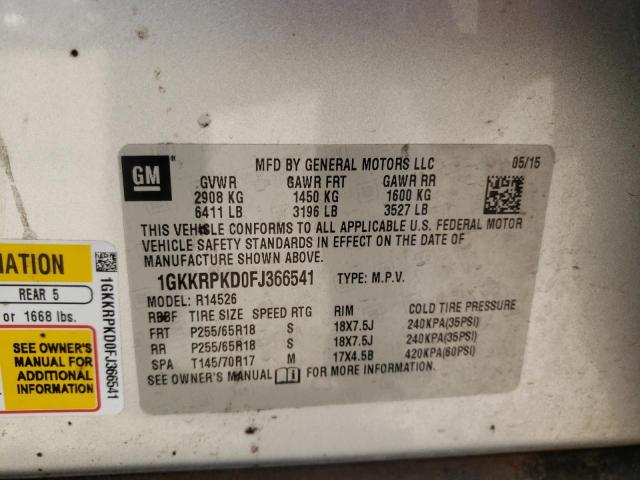 GM
MFD BY GENERAL MOTORS LLC 05/15
GVWR GAWR FRT GAWR RR
2908 KG 1450 KG 1600 KG
6411 LB 3196 LB 3527 LB
THIS VEHICLE CONFORMS TO ALL APPLICABLE U.S. FEDERAL MOTOR
VEHICLE SAFETY STANDARDS IN EFFECT ON THE DATE OF
MANUFACTURE SHOWN ABOVE.
1GKKRPKD0FJ366541 TYPE: M.P.V.
MODEL: R14526
TIRE SIZE SPEED RTG RIM COLD TIRE PRESSURE
FRT P255/65R18 S 18X7.5J 240KPA(35PSI)
RR P255/65R18 S 18X7.5J 240KPA(35PSI)
SPA T145/70R17 M 17X4.5B 420KPA(60PSI)
SEE OWNER'S MANUAL FOR MORE INFORMATION.
MATION
REAR 5
or 1668 lbs.
SEE OWNER'S
MANUAL FOR
ADDITIONAL
INFORMATION
1GKKRPKD0FJ366541